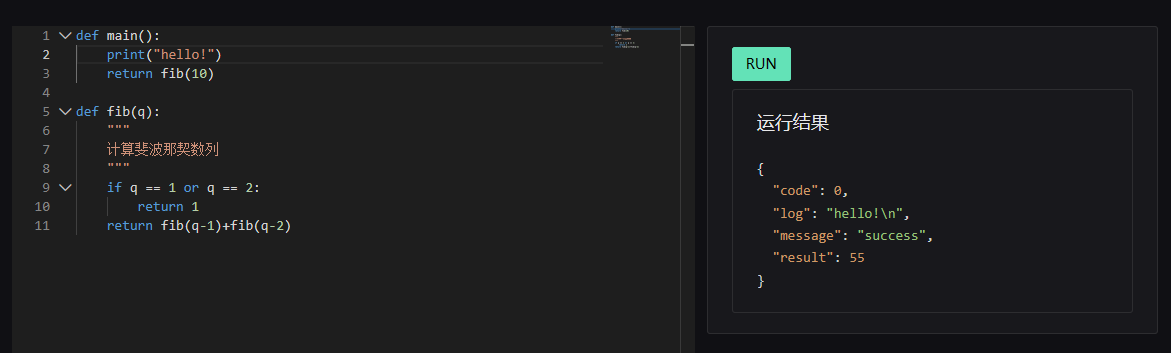 1 def main():
2     print("hello!")
3     return fib(10)
4
5 def fib(q):
6     """
7     计算斐波那契数列
8     """
9     if q == 1 or q == 2:
10         return 1
11     return fib(q-1)+fib(q-2)
RUN
运行结果
{
  "code": 0,
  "log": "hello!\n",
  "message": "success",
  "result": 55
}